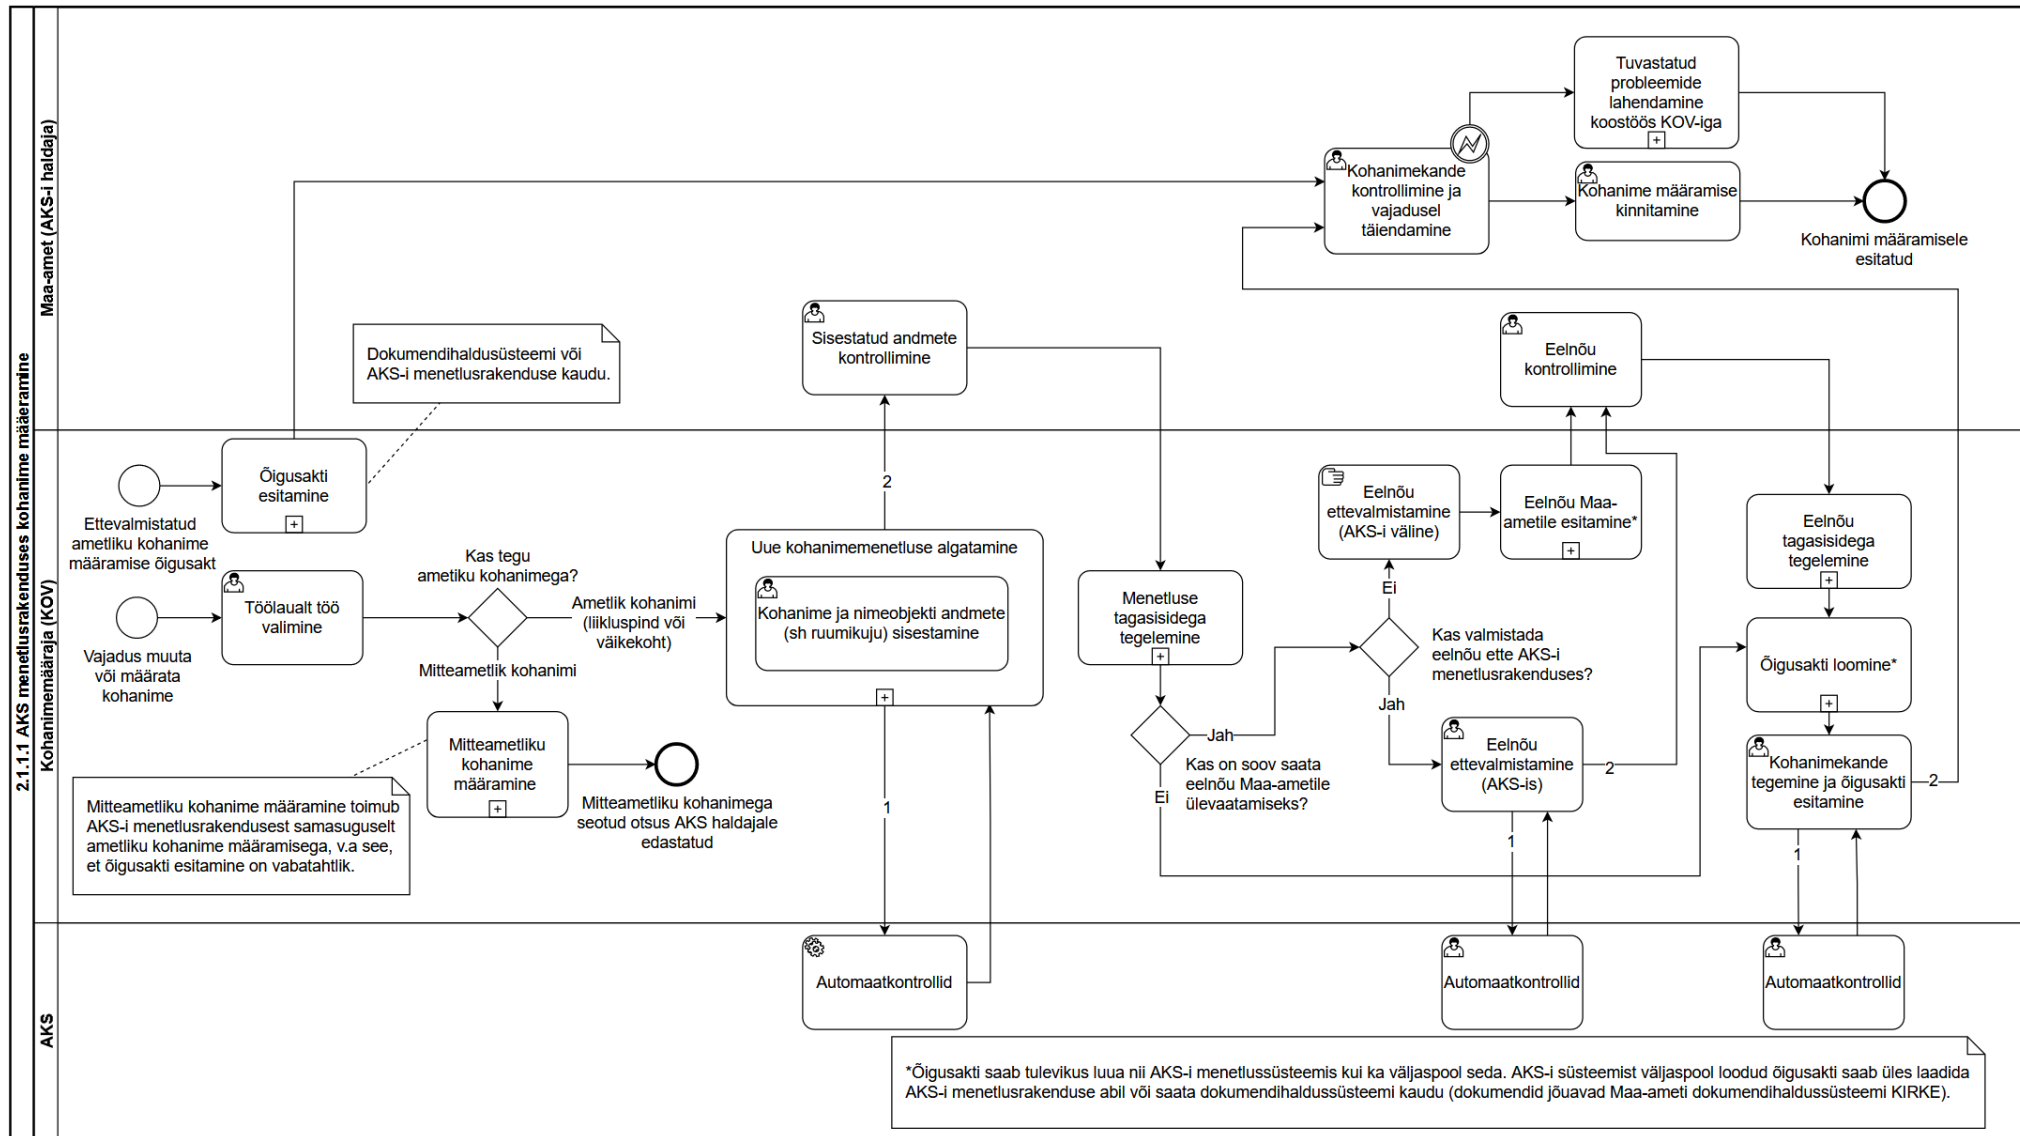 2.1.1.1 AKS menetlusrakenduses kohanime määeramine
Maa-amet (AKS-i haldaja)
Tuvastatud
probleemide
lahendamine
koostöös KOV-iga
Kohanimekande
kontrollimine ja
vajadusel
täiendamine
Kohanime määramise
kinnitamine
Kohanimi määramisele
esitatud
Sisestatud andmete
kontrollimine
Eelnõu
kontrollimine
Dokumendihaldusüsteemi või
AKS-i menetlusrakenduse kaudu.
Kohanimemääraja (KOV)
Õigusakti
esitamine
Ettevalmistatud
ametliku kohanime
määramise õigusakt
Vajadus muuta
või määrata
kohanime
Töölaualt töö
valimine
Kas tegu
ametiku kohanimega?
Ametlik kohanimi
(liikluspind või
väikekoht)
Mitteametlik kohanimi
Mitteametliku
kohanime
määramine
Mitteametliku kohanimega
seotud otsus AKS haldajale
edastatud
Mitteametliku kohanime määramine toimub
AKS-i menetlusrakendusest samasuguselt
ametliku kohanime määramisega, v.a see,
et õigusakti esitamine on vabatahtlik.
2
Uue kohanimemenetluse algatamine
Kohanime ja nimeobjekti andmete
(sh ruumikuju) sisestamine
1
Menetluse
tagasisidega
tegelemine
Jah
Kas on soov saata
eelnõu Maa-ametile
ülevaatamiseks?
Ei
Eelnõu
ettevalmistamine
(AKS-i väline)
Eelnõu Maa-
ametile esitamine*
Ei
Kas valmistada
eelnõu ette AKS-i
menetlusrakenduses?
Jah
Eelnõu
ettevalmistamine
(AKS-is)
2
1
Eelnõu
tagasisidega
tegelemine
Õigusakti loomine*
Kohanimekande
tegemine ja õigusakti
esitamine
2
1
AKS
Automaatkontrollid
Automaatkontrollid
Automaatkontrollid
*Õigusakti saab tulevikus luua nii AKS-i menetlussüsteemis kui ka väljaspool seda. AKS-i süsteemist väljaspool loodud õigusakti saab üles laadida
AKS-i menetlusrakenduse abil või saata dokumendihaldussüsteemi kaudu (dokumendid jõuavad Maa-ameti dokumendihaldussüsteemi KIRKE).